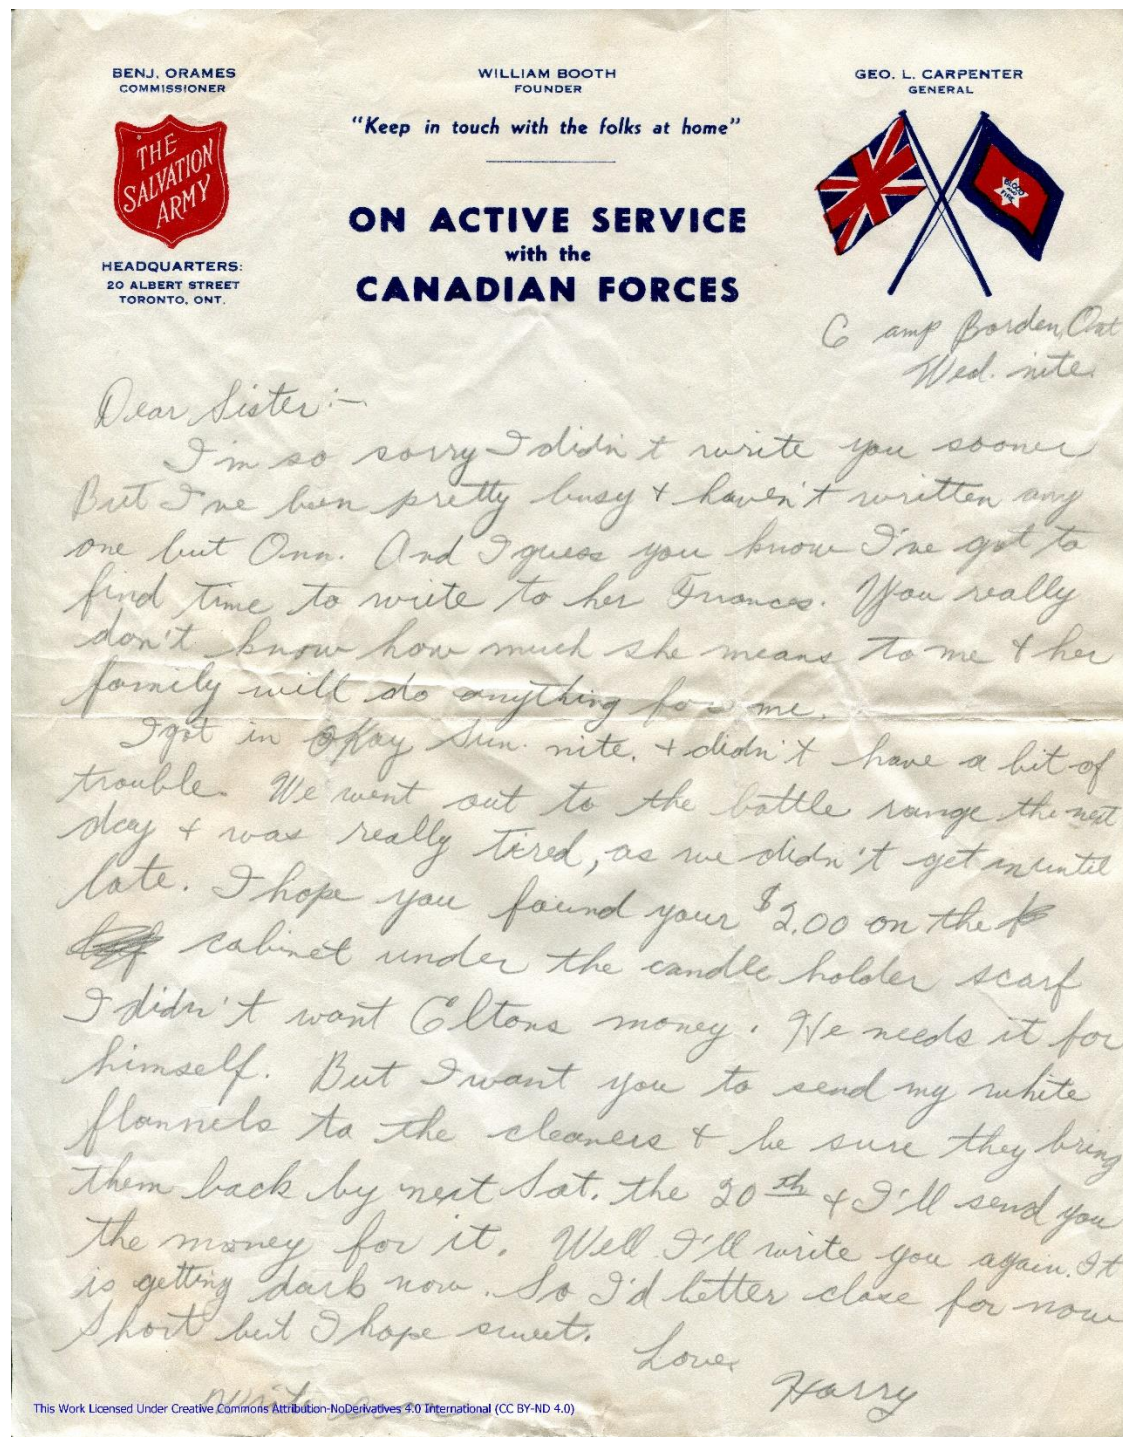 BENJ. ORAMES
COMMISSIONER
THE
SALVATION
ARMY
HEADQUARTERS:
20 ALBERT STREET
TORONTO, ONT.
WILLIAM BOOTH
FOUNDER
"Keep in touch with the folks at home"
ON ACTIVE SERVICE
with the
CANADIAN FORCES
GEO. L. CARPENTER
GENERAL
BLOOD
AND
FIRE
Camp Borden, Ont
Wed. nite.
Dear Sister:—
I'm so sorry I didn't write you sooner
But I've been pretty busy & haven't written any
one but Ann. And I guess you know I've got to
find time to write to her Frances. You really
don't know how much she means to me & her
family will do anything for me.
I got in okay Sun. nite. & didn't have a bit of
trouble. We went out to the battle range the next
day & was really tired, as we didn't get in until
late. I hope you found your $2.00 on the
cabinet under the candle holder scarf
I didn't want Eltons money. He needs it for
himself. But I want you to send my white
flannels to the cleaners & be sure they bring
them back by next Sat. the 20th & I'll send you
the money for it. Well I'll write you again. It
is getting dark now. So I'd better close for now
Short but I hope sweet.
Love
Harry
Write
This Work Licensed Under Creative Commons Attribution-NoDerivatives 4.0 International (CC BY-ND 4.0)